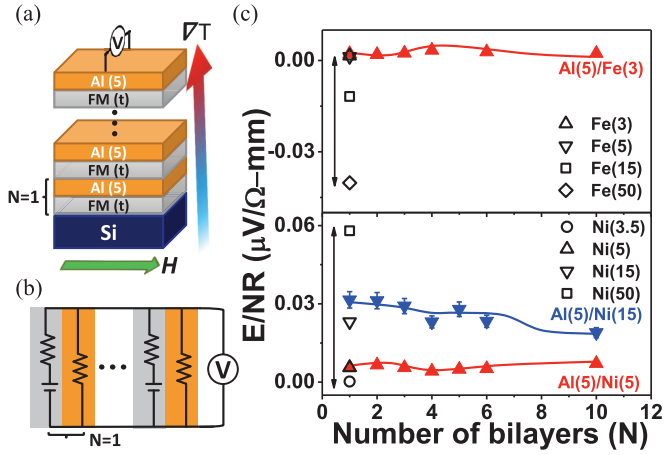 (a)
V
∇T
Al (5)
FM (t)
Al (5)
FM (t)
N=1
Al (5)
FM (t)
Si
H
(b)
V
N=1
(c)
E/NR (μV/Ω–mm)
0.00
-0.03
Al(5)/Fe(3)
Fe(3)
Fe(5)
Fe(15)
Fe(50)
0.06
0.03
0.00
Ni(3.5)
Ni(5)
Ni(15)
Ni(50)
Al(5)/Ni(15)
Al(5)/Ni(5)
0 2 4 6 8 10 12
Number of bilayers (N)